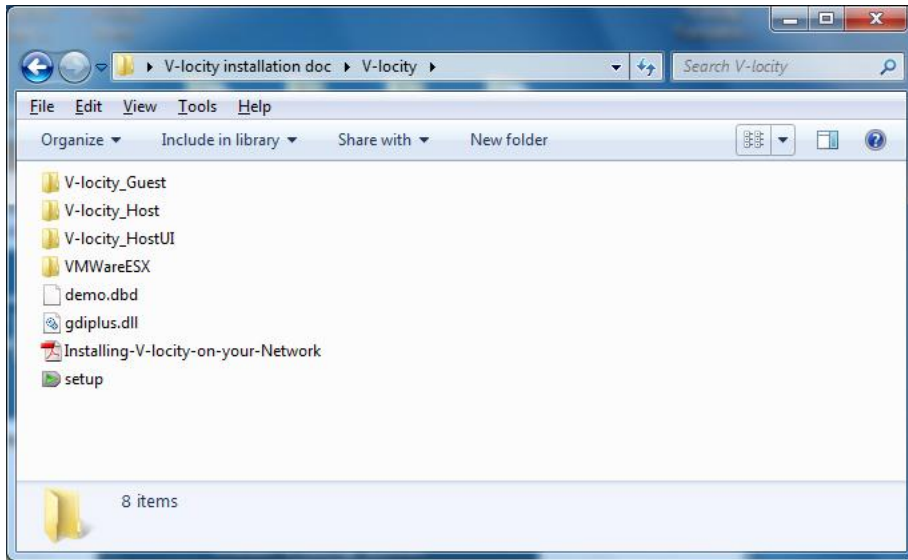 V-locity installation doc ▸ V-locity ▸ Search V-locity
File Edit View Tools Help
Organize Include in library Share with New folder
V-locity_Guest
V-locity_Host
V-locity_HostUI
VMWareESX
demo.dbd
gdiplus.dll
Installing-V-locity-on-your-Network
setup
8 items